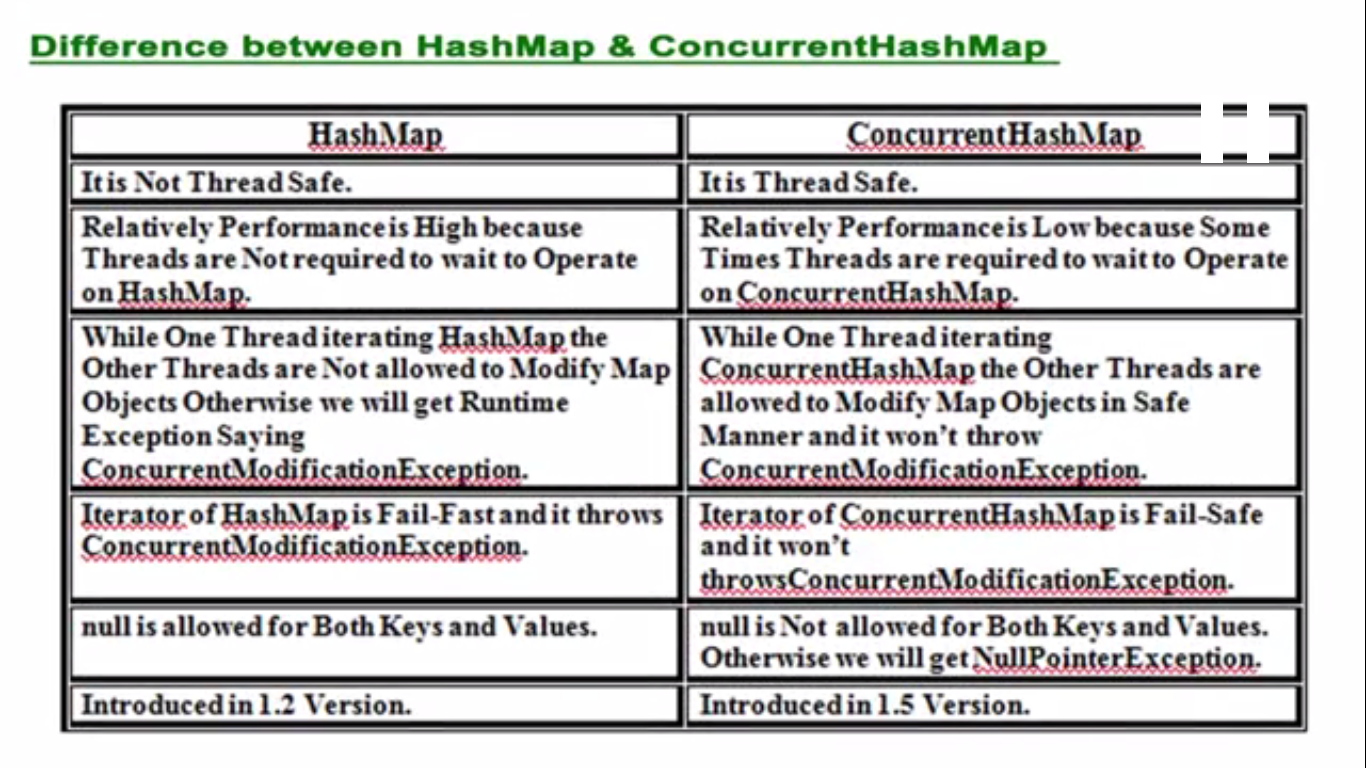 Difference between HashMap & ConcurrentHashMap
HashMap
ConcurrentHashMap
It is Not Thread Safe.
It is Thread Safe.
Relatively Performance is High because
Threads are Not required to wait to Operate
on HashMap.
Relatively Performance is Low because Some
Times Threads are required to wait to Operate
on ConcurrentHashMap.
While One Thread iterating HashMap the
Other Threads are Not allowed to Modify Map
Objects Otherwise we will get Runtime
Exception Saying
ConcurrentModificationException.
While One Thread iterating
ConcurrentHashMap the Other Threads are
allowed to Modify Map Objects in Safe
Manner and it won’t throw
ConcurrentModificationException.
Iterator of HashMap is Fail-Fast and it throws
ConcurrentModificationException.
Iterator of ConcurrentHashMap is Fail-Safe
and it won’t
throwsConcurrentModificationException.
null is allowed for Both Keys and Values.
null is Not allowed for Both Keys and Values.
Otherwise we will get NullPointerException.
Introduced in 1.2 Version.
Introduced in 1.5 Version.